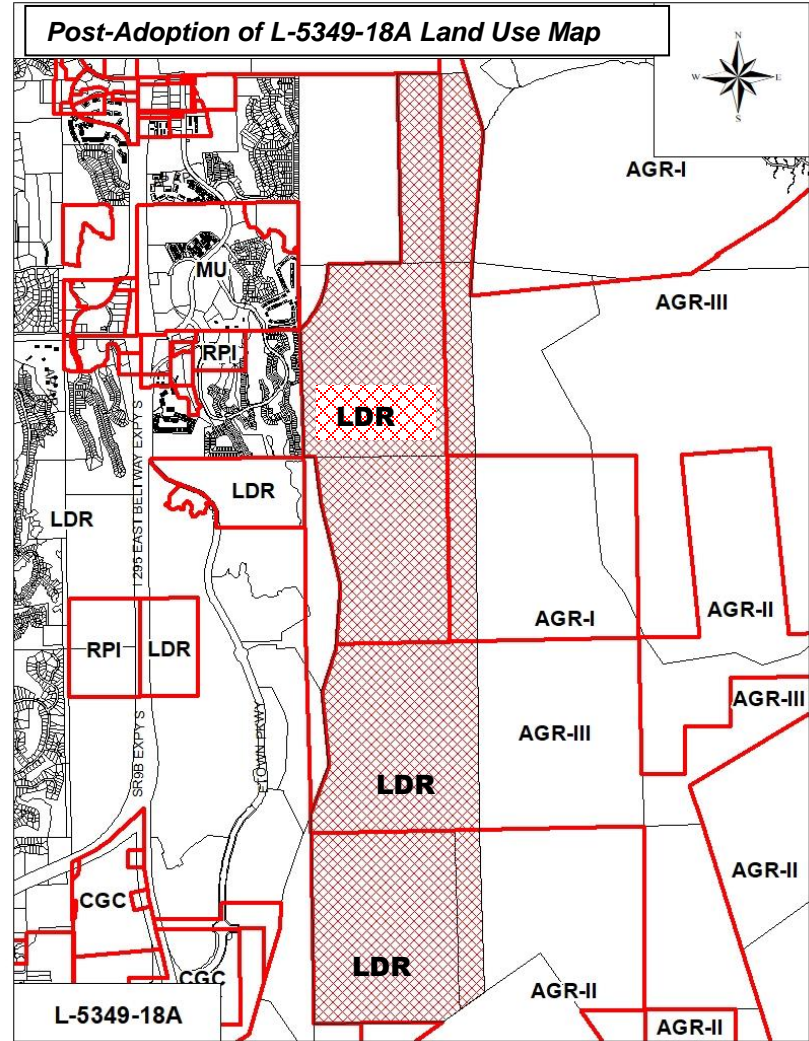 Post-Adoption of L-5349-18A Land Use Map
N
W
E
S
AGR-I
MU
AGR-III
RPI
LDR
LDR
LDR
I 295 EAST BELTWAY EXPY S
AGR-I
AGR-II
RPI
LDR
AGR-III
AGR-III
SR9B EXPY S
ETOWN PKWY
LDR
AGR-II
CGC
LDR
CGC
AGR-II
L-5349-18A
AGR-II